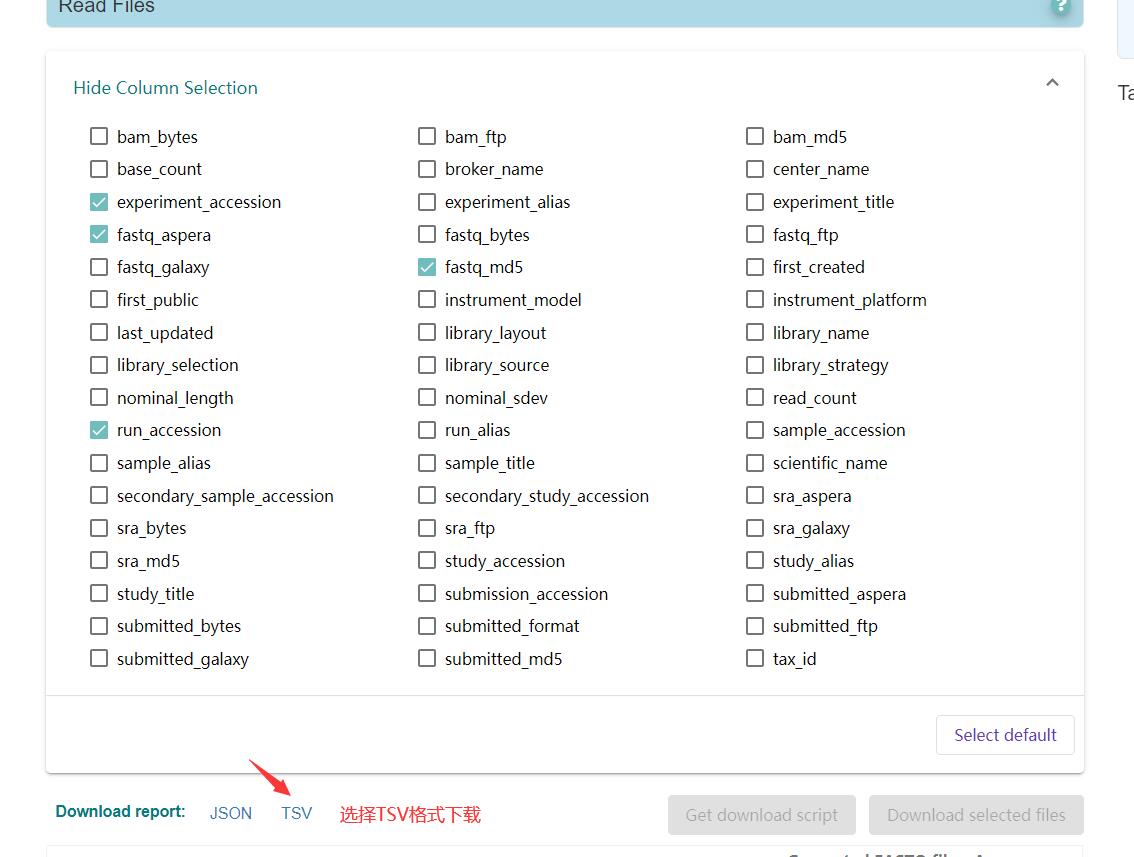 Read Files
?
Hide Column Selection
Ta
bam_bytes bam_ftp bam_md5
base_count broker_name center_name
experiment_accession experiment_alias experiment_title
fastq_aspera fastq_bytes fastq_ftp
fastq_galaxy fastq_md5 first_created
first_public instrument_model instrument_platform
last_updated library_layout library_name
library_selection library_source library_strategy
nominal_length nominal_sdev read_count
run_accession run_alias sample_accession
sample_alias sample_title scientific_name
secondary_sample_accession secondary_study_accession sra_aspera
sra_bytes sra_ftp sra_galaxy
sra_md5 study_accession study_alias
study_title submission_accession submitted_aspera
submitted_bytes submitted_format submitted_ftp
submitted_galaxy submitted_md5 tax_id
Select default
Download report: JSON TSV 选择TSV格式下载 Get download script Download selected files